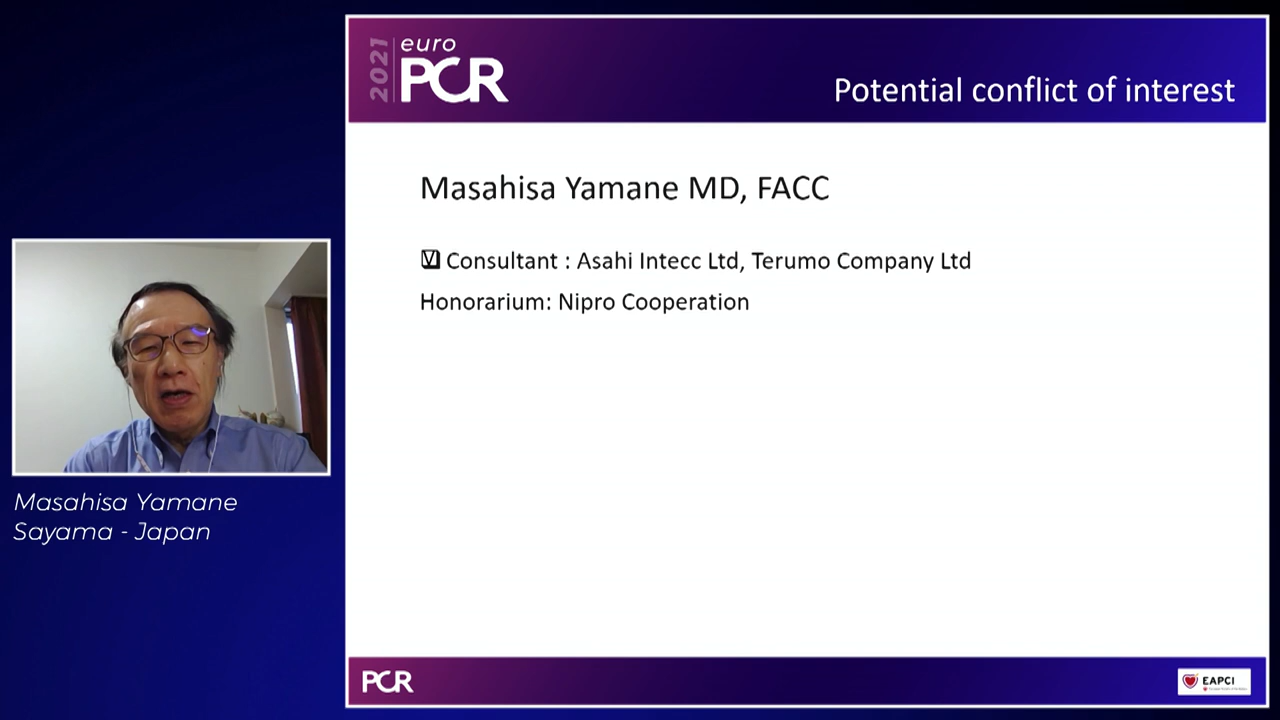 2021 euro
PCR
Potential conflict of interest
Masahisa Yamane MD, FACC
☑ Consultant : Asahi Intecc Ltd, Terumo Company Ltd
Honorarium: Nipro Cooperation
Masahisa Yamane
Sayama - Japan
PCR
EAPCI